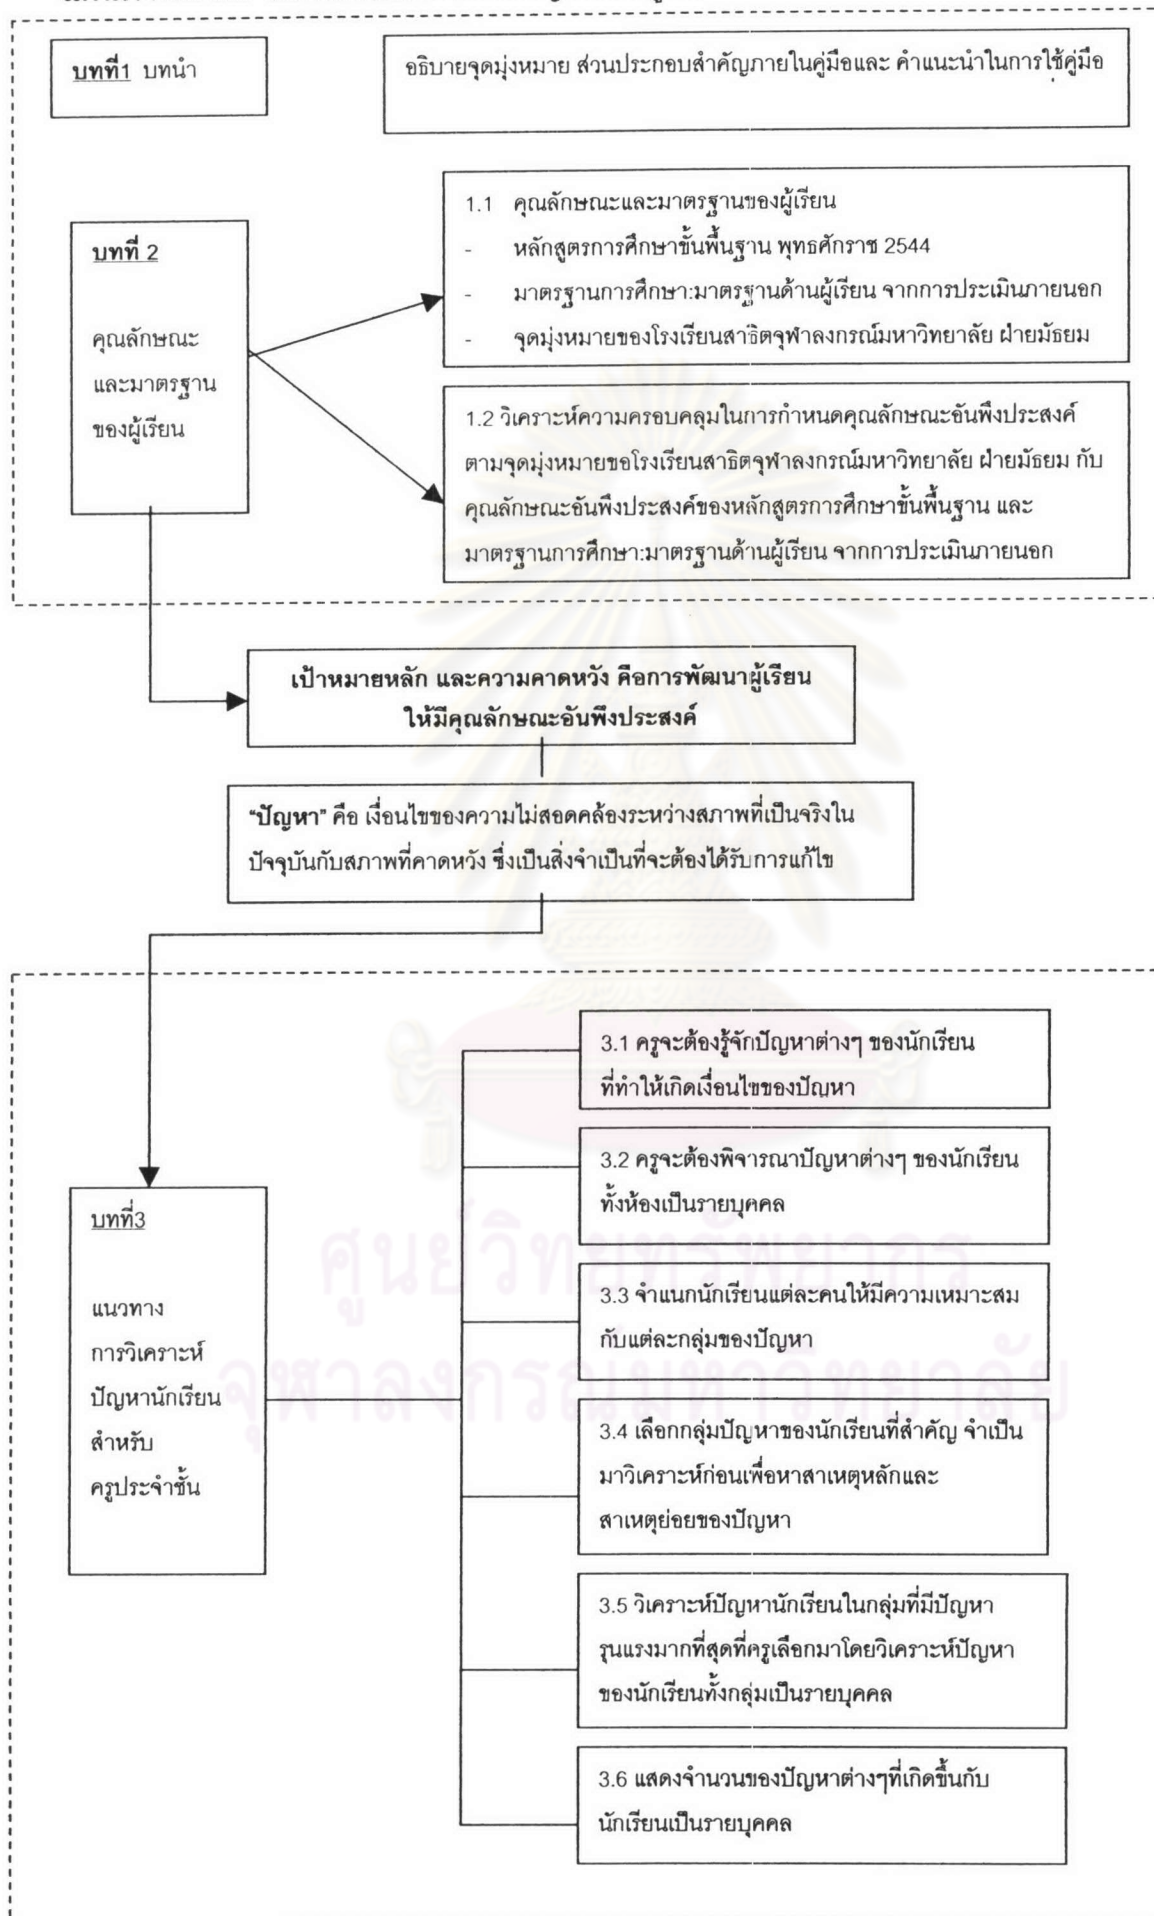 บทที่1 บทนำ
อธิบายจุดมุ่งหมาย ส่วนประกอบสำคัญภายในคู่มือและ คำแนะนำในการใช้คู่มือ
บทที่ 2
คุณลักษณะ
และมาตรฐาน
ของผู้เรียน
1.1 คุณลักษณะและมาตรฐานของผู้เรียน
- หลักสูตรการศึกษาขั้นพื้นฐาน พุทธศักราช 2544
- มาตรฐานการศึกษา:มาตรฐานด้านผู้เรียน จากการประเมินภายนอก
- จุดมุ่งหมายของโรงเรียนสาธิตจุฬาลงกรณ์มหาวิทยาลัย ฝ่ายมัธยม
1.2 วิเคราะห์ความครอบคลุมในการกำหนดคุณลักษณะอันพึงประสงค์
ตามจุดมุ่งหมายขอโรงเรียนสาธิตจุฬาลงกรณ์มหาวิทยาลัย ฝ่ายมัธยม กับ
คุณลักษณะอันพึงประสงค์ของหลักสูตรการศึกษาขั้นพื้นฐาน และ
มาตรฐานการศึกษา:มาตรฐานด้านผู้เรียน จากการประเมินภายนอก
เป้าหมายหลัก และความคาดหวัง คือการพัฒนาผู้เรียน
ให้มีคุณลักษณะอันพึงประสงค์
"ปัญหา" คือ เงื่อนไขของความไม่สอดคล้องระหว่างสภาพที่เป็นจริงใน
ปัจจุบันกับสภาพที่คาดหวัง ซึ่งเป็นสิ่งจำเป็นที่จะต้องได้รับการแก้ไข
บทที่3
แนวทาง
การวิเคราะห์
ปัญหานักเรียน
สำหรับ
ครูประจำชั้น
3.1 ครูจะต้องรู้จักปัญหาต่างๆ ของนักเรียน
ที่ทำให้เกิดเงื่อนไขของปัญหา
3.2 ครูจะต้องพิจารณาปัญหาต่างๆ ของนักเรียน
ทั้งห้องเป็นรายบุคคล
3.3 จำแนกนักเรียนแต่ละคนให้มีความเหมาะสม
กับแต่ละกลุ่มของปัญหา
3.4 เลือกกลุ่มปัญหาของนักเรียนที่สำคัญ จำเป็น
มาวิเคราะห์ก่อนเพื่อหาสาเหตุหลักและ
สาเหตุย่อยของปัญหา
3.5 วิเคราะห์ปัญหานักเรียนในกลุ่มที่มีปัญหา
รุนแรงมากที่สุดที่ครูเลือกมาโดยวิเคราะห์ปัญหา
ของนักเรียนทั้งกลุ่มเป็นรายบุคคล
3.6 แสดงจำนวนของปัญหาต่างๆที่เกิดขึ้นกับ
นักเรียนเป็นรายบุคคล
ศูนย์วิทยทรัพยากร
จุฬาลงกรณ์มหาวิทยาลัย